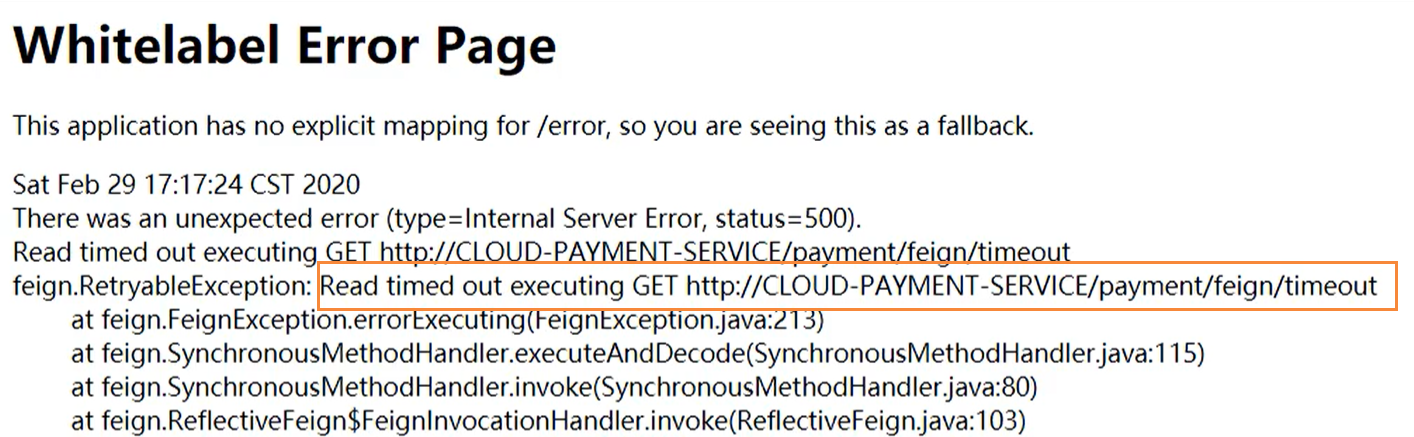 Whitelabel Error Page
This application has no explicit mapping for /error, so you are seeing this as a fallback.
Sat Feb 29 17:17:24 CST 2020
There was an unexpected error (type=Internal Server Error, status=500).
Read timed out executing GET http://CLOUD-PAYMENT-SERVICE/payment/feign/timeout
feign.RetryableException: Read timed out executing GET http://CLOUD-PAYMENT-SERVICE/payment/feign/timeout
at feign.FeignException.errorExecuting(FeignException.java:213)
at feign.SynchronousMethodHandler.executeAndDecode(SynchronousMethodHandler.java:115)
at feign.SynchronousMethodHandler.invoke(SynchronousMethodHandler.java:80)
at feign.ReflectiveFeign$FeignInvocationHandler.invoke(ReflectiveFeign.java:103)